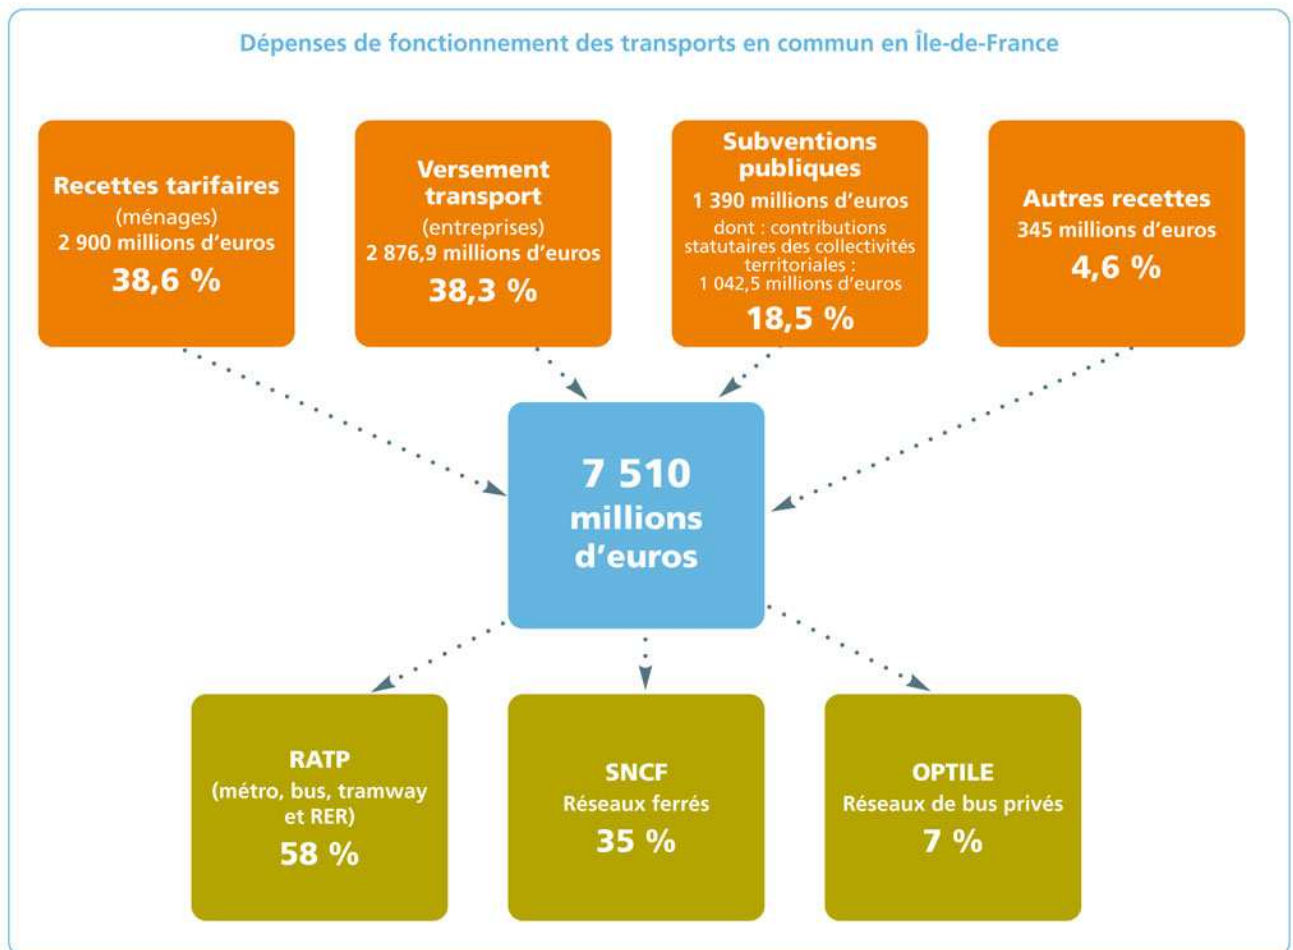 Dépenses de fonctionnement des transports en commun en Île-de-France
Recettes tarifaires
(ménages)
2 900 millions d'euros
38,6 %
Versement
transport
(entreprises)
2 876,9 millions d'euros
38,3 %
Subventions
publiques
1 390 millions d'euros
dont : contributions
statutaires des collectivités
territoriales :
1 042,5 millions d'euros
18,5 %
Autres recettes
345 millions d'euros
4,6 %
7 510
millions
d'euros
RATP
(métro, bus, tramway
et RER)
58 %
SNCF
Réseaux ferrés
35 %
OPTILE
Réseaux de bus privés
7 %